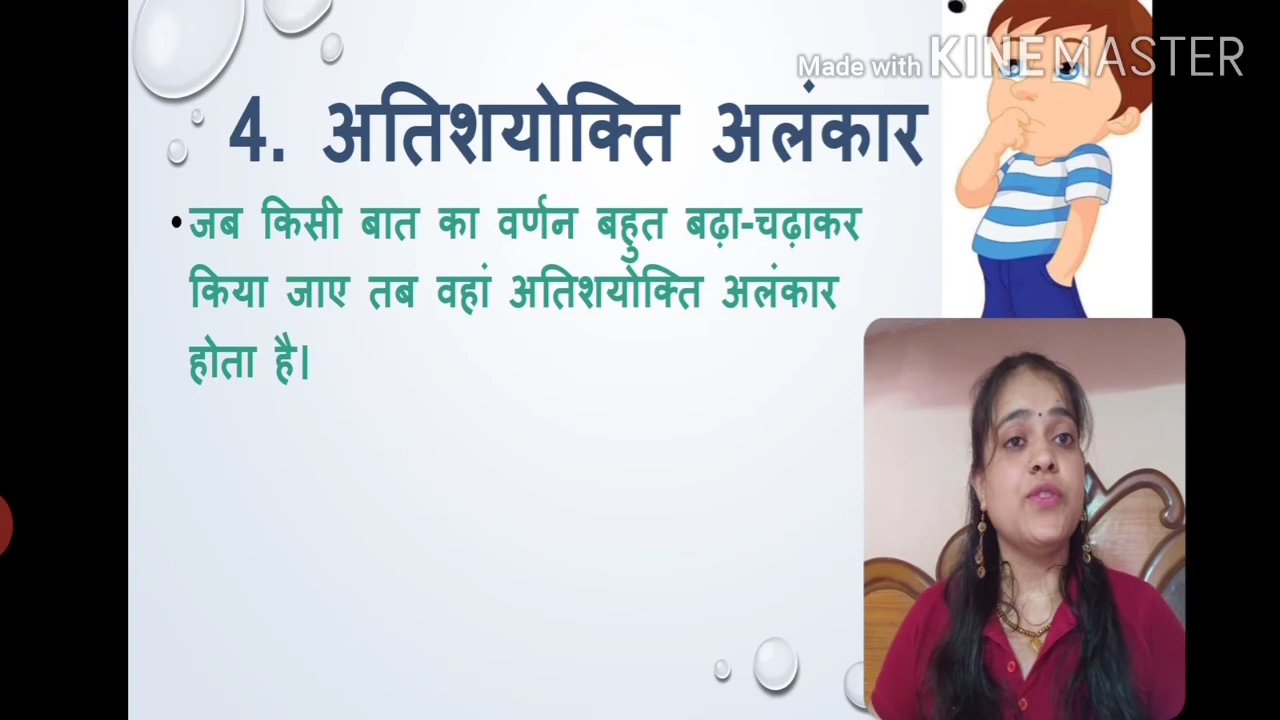 Made with KINEMASTER
4. अतिशयोक्ति अलंकार
•जब किसी बात का वर्णन बहुत बढ़ा-चढ़ाकर
किया जाए तब वहां अतिशयोक्ति अलंकार
होता है।